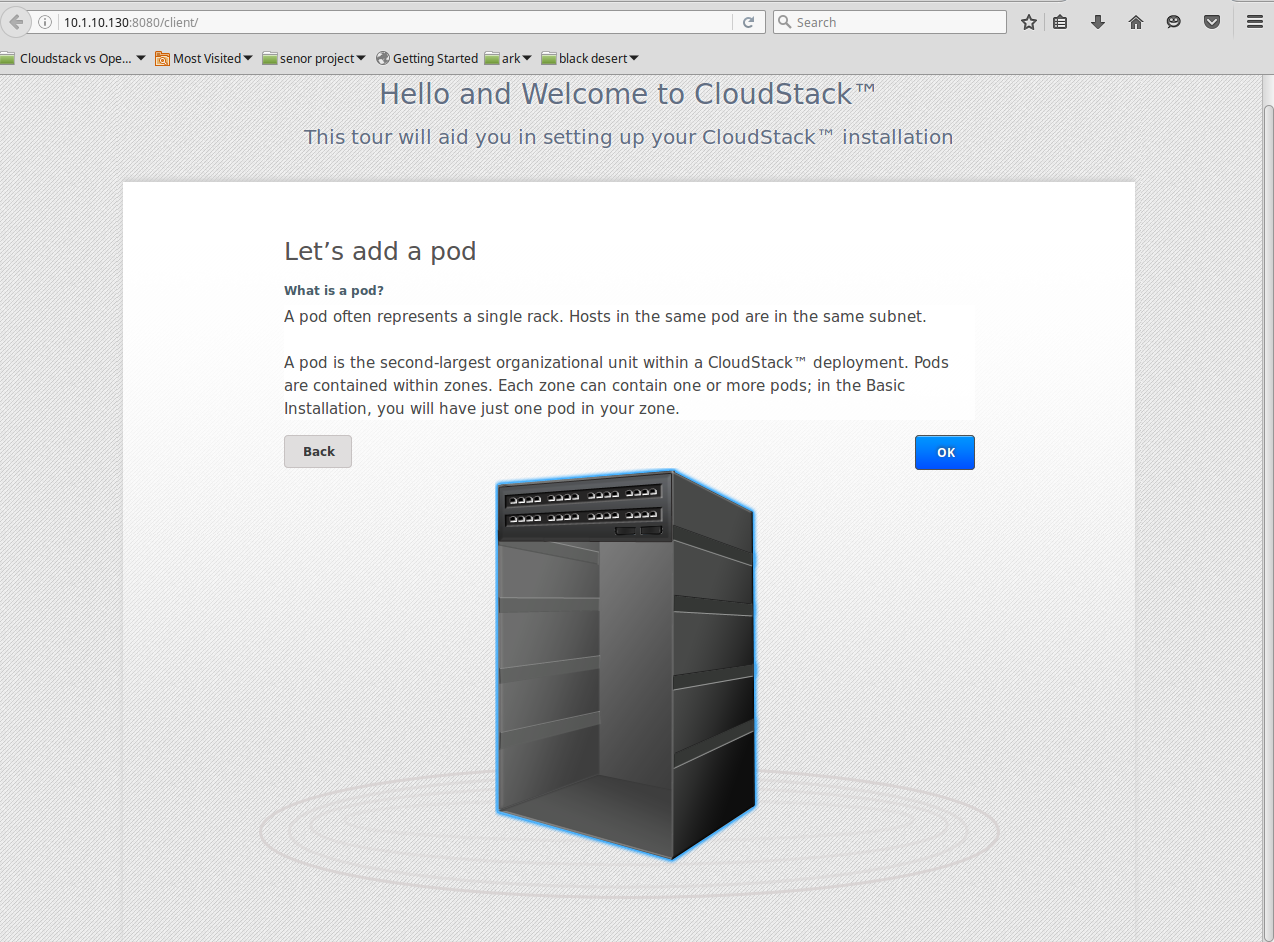 10.1.10.130:8080/client/
Search
Cloudstack vs Ope...
Most Visited
senor project
Getting Started
ark
black desert
Hello and Welcome to CloudStack™
This tour will aid you in setting up your CloudStack™ installation
Let’s add a pod
What is a pod?
A pod often represents a single rack. Hosts in the same pod are in the same subnet.
A pod is the second-largest organizational unit within a CloudStack™ deployment. Pods
are contained within zones. Each zone can contain one or more pods; in the Basic
Installation, you will have just one pod in your zone.
Back
OK